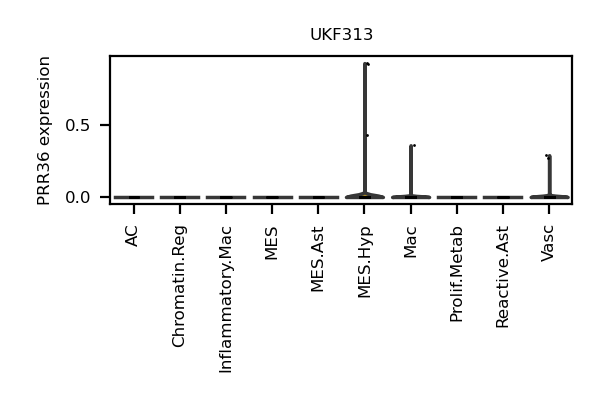 UKF313
PRR36 expression
0.5
0.0
AC
Chromatin.Reg
Inflammatory.Mac
MES
MES.Ast
MES.Hyp
Mac
Prolif.Metab
Reactive.Ast
Vasc